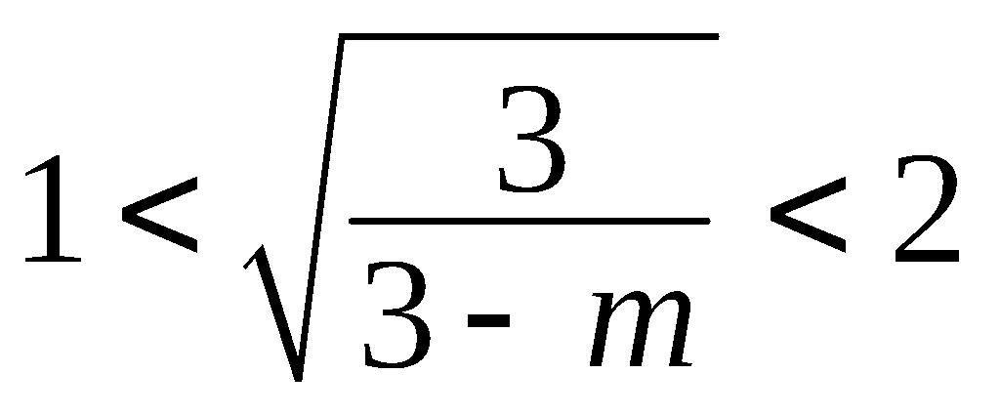 1 < √(3/(3 - m)) < 2